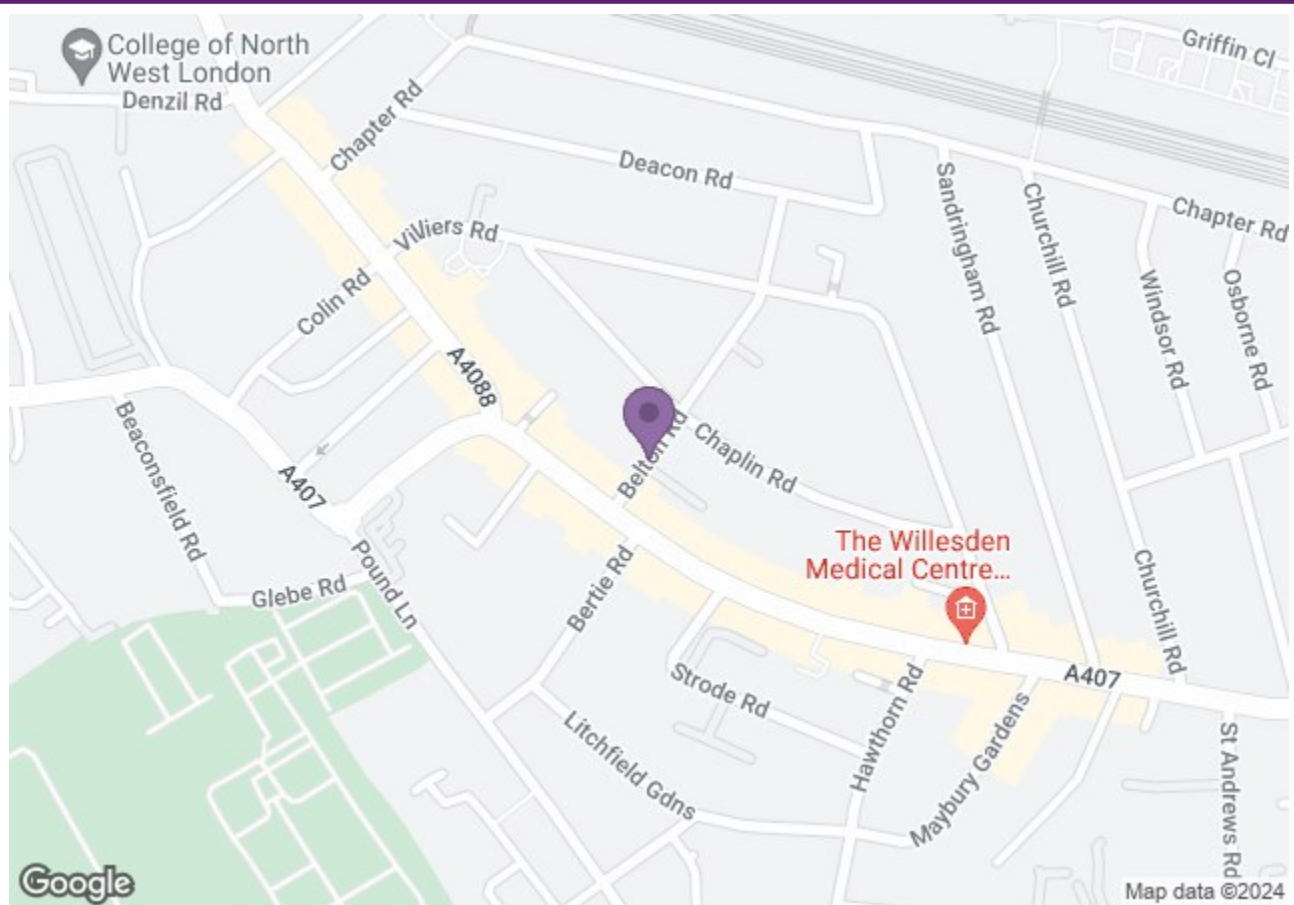 College of North
West London
Denzil Rd
Griffin Cl
Chapter Rd
Deacon Rd
Sandringham Rd
Churchill Rd
Chapter Rd
Villiers Rd
Colin Rd
Windsor Rd
Osborne Rd
A4088
Beaconsfield Rd
A407
Belton Rd
Chaplin Rd
Pound Ln
Glebe Rd
Bertie Rd
The Willesden
Medical Centre...
Churchill Rd
A407
Strode Rd
Hawthorn Rd
Litchfield Gdns
Maybury Gardens
St Andrews Rd
Google
Map data ©2024